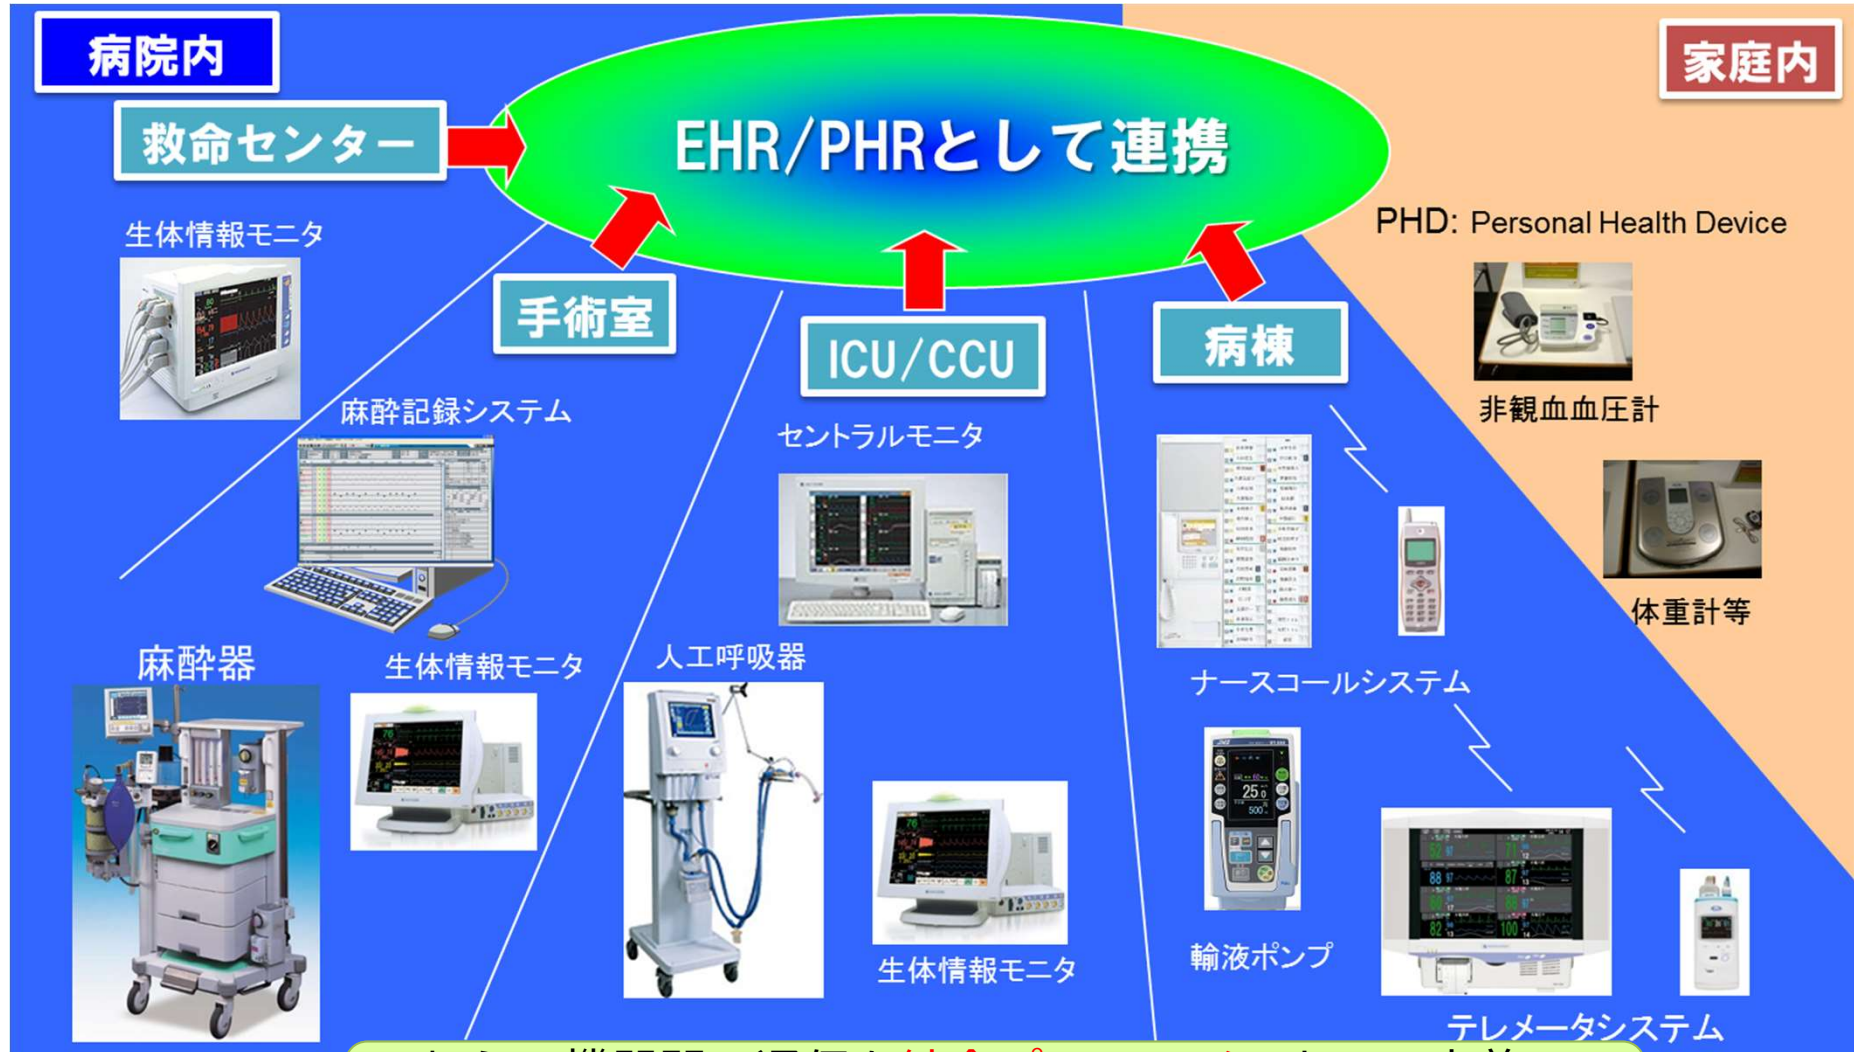 病院内
家庭内
救命センター
EHR/PHRとして連携
生体情報モニタ
手術室
ICU/CCU
病棟
PHD: Personal Health Device
非観血血圧計
麻酔記録システム
セントラルモニタ
体重計等
麻酔器
生体情報モニタ
人工呼吸器
ナースコールシステム
輸液ポンプ
生体情報モニタ
テレメータシステム